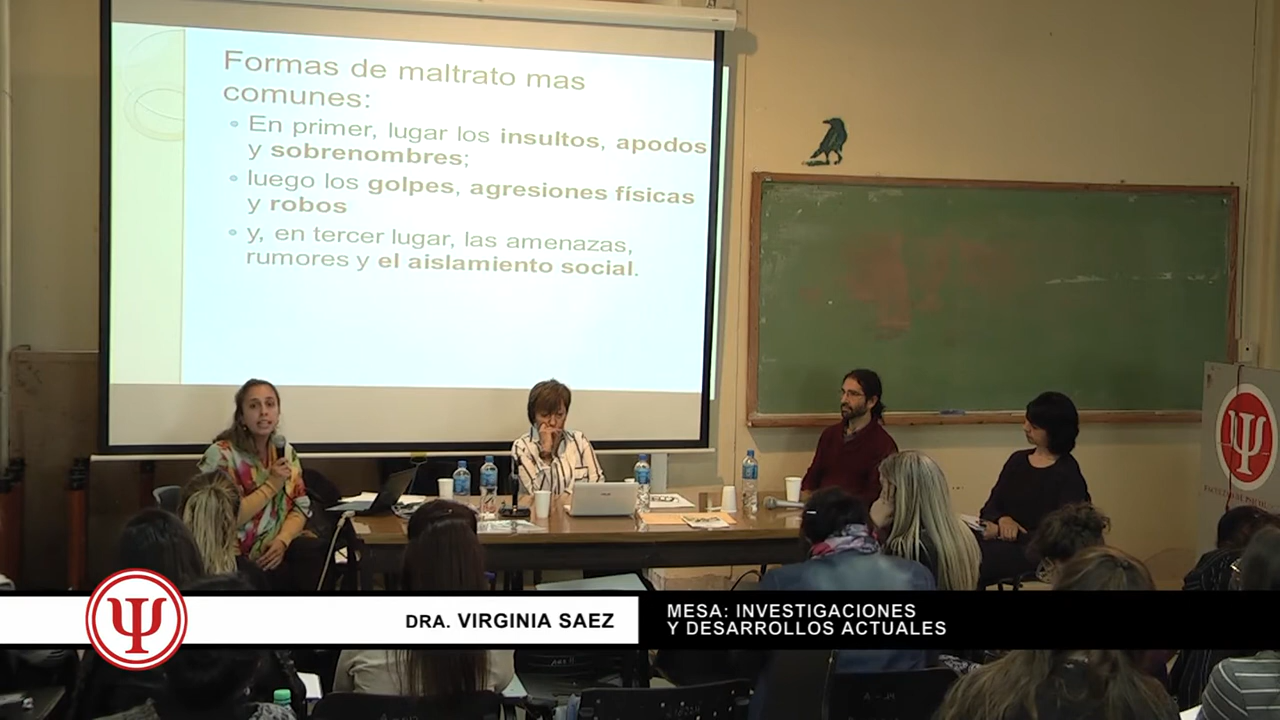 Formas de maltrato mas
comunes:
En primer, lugar los insultos, apodos
y sobrenombres;
luego los golpes, agresiones físicas
y robos
y, en tercer lugar, las amenazas,
rumores y el aislamiento social.
Ψ
Ψ
DRA. VIRGINIA SAEZ
MESA: INVESTIGACIONES
Y DESARROLLOS ACTUALES